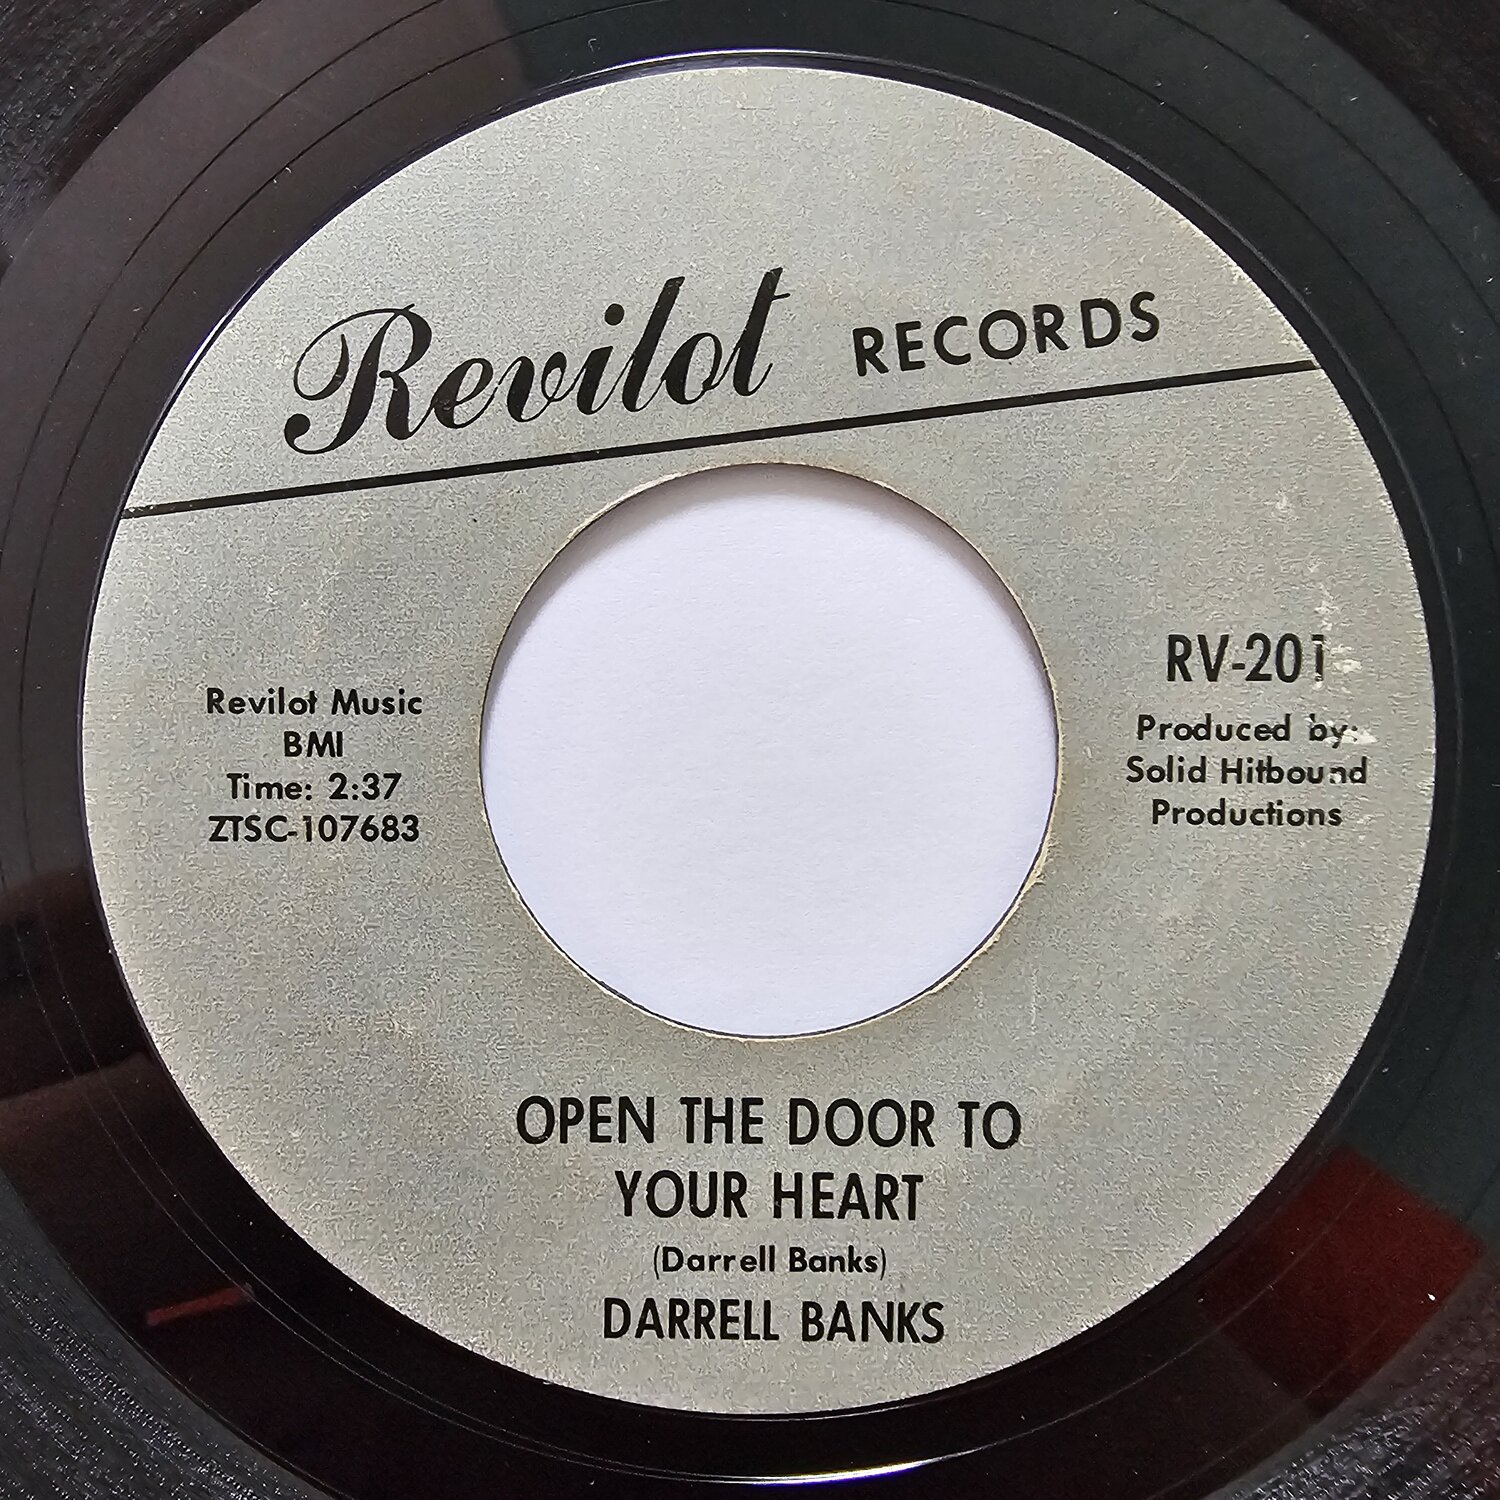 Revilot RECORDS
RV-201
Revilot Music
BMI
Time: 2:37
ZTSC-107683
Produced by:
Solid Hitbound
Productions
OPEN THE DOOR TO
YOUR HEART
(Darrell Banks)
DARRELL BANKS